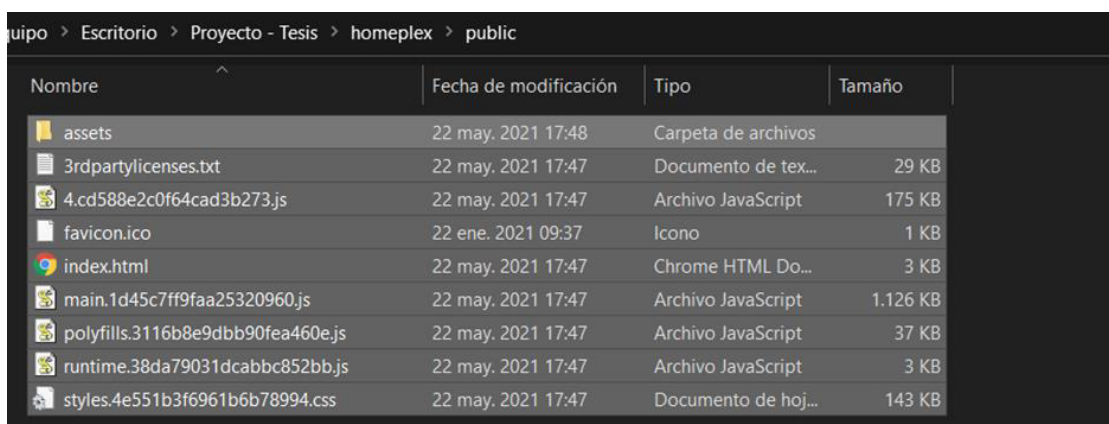 quipo > Escritorio > Proyecto - Tesis > homeplex > public
Nombre Fecha de modificación Tipo Tamaño
assets 22 may. 2021 17:48 Carpeta de archivos
3rdpartylicenses.txt 22 may. 2021 17:47 Documento de tex... 29 KB
4.cd588e2c0f64cad3b273.js 22 may. 2021 17:47 Archivo JavaScript 175 KB
favicon.ico 22 ene. 2021 09:37 Icono 1 KB
index.html 22 may. 2021 17:47 Chrome HTML Do... 3 KB
main.1d45c7ff9faa25320960.js 22 may. 2021 17:47 Archivo JavaScript 1.126 KB
polyfills.3116b8e9dbb90fea460e.js 22 may. 2021 17:47 Archivo JavaScript 37 KB
runtime.38da79031dcabbc852bb.js 22 may. 2021 17:47 Archivo JavaScript 3 KB
styles.4e551b3f6961b6b78994.css 22 may. 2021 17:47 Documento de hoj... 143 KB